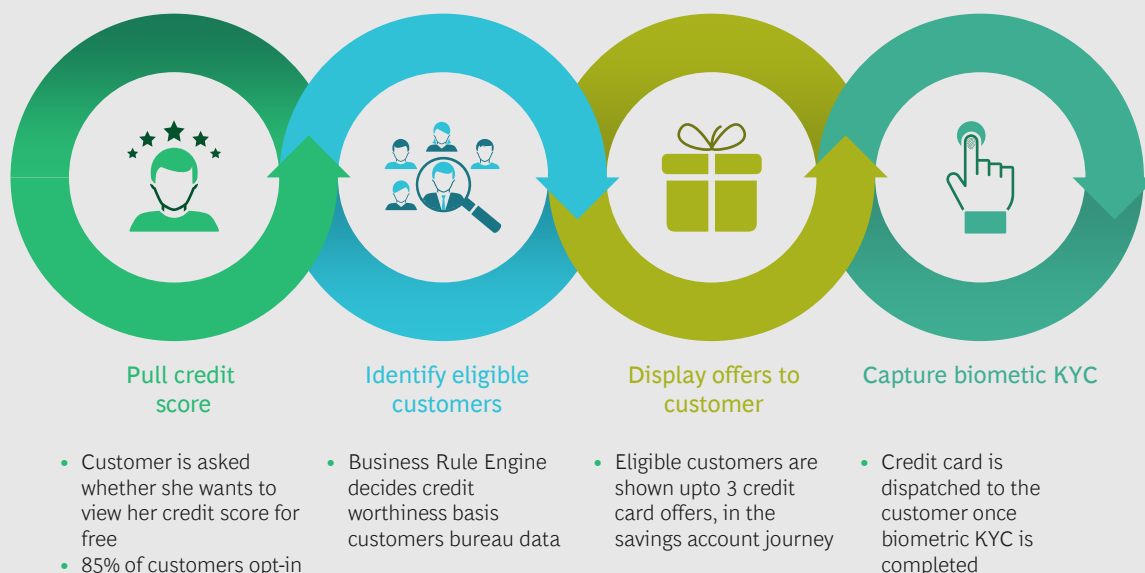 Pull credit
score
Identify eligible
customers
Display offers to
customer
Capture biometic KYC
• Customer is asked
whether she wants to
view her credit score for
free
• 85% of customers opt-in
• Business Rule Engine
decides credit
worthiness basis
customers bureau data
• Eligible customers are
shown upto 3 credit
card offers, in the
savings account journey
• Credit card is
dispatched to the
customer once
biometric KYC is
completed